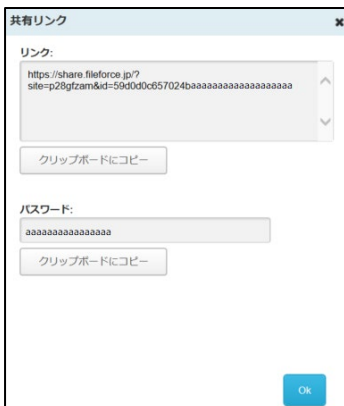 共有リンク
リンク:
https://share.fileforce.jp/?
site=p28gfzam&id=59d0d0c657024baaaaaaaaaaaaaaaaaaa
クリップボードにコピー
パスワード:
aaaaaaaaaaaaaaaa
クリップボードにコピー
Ok